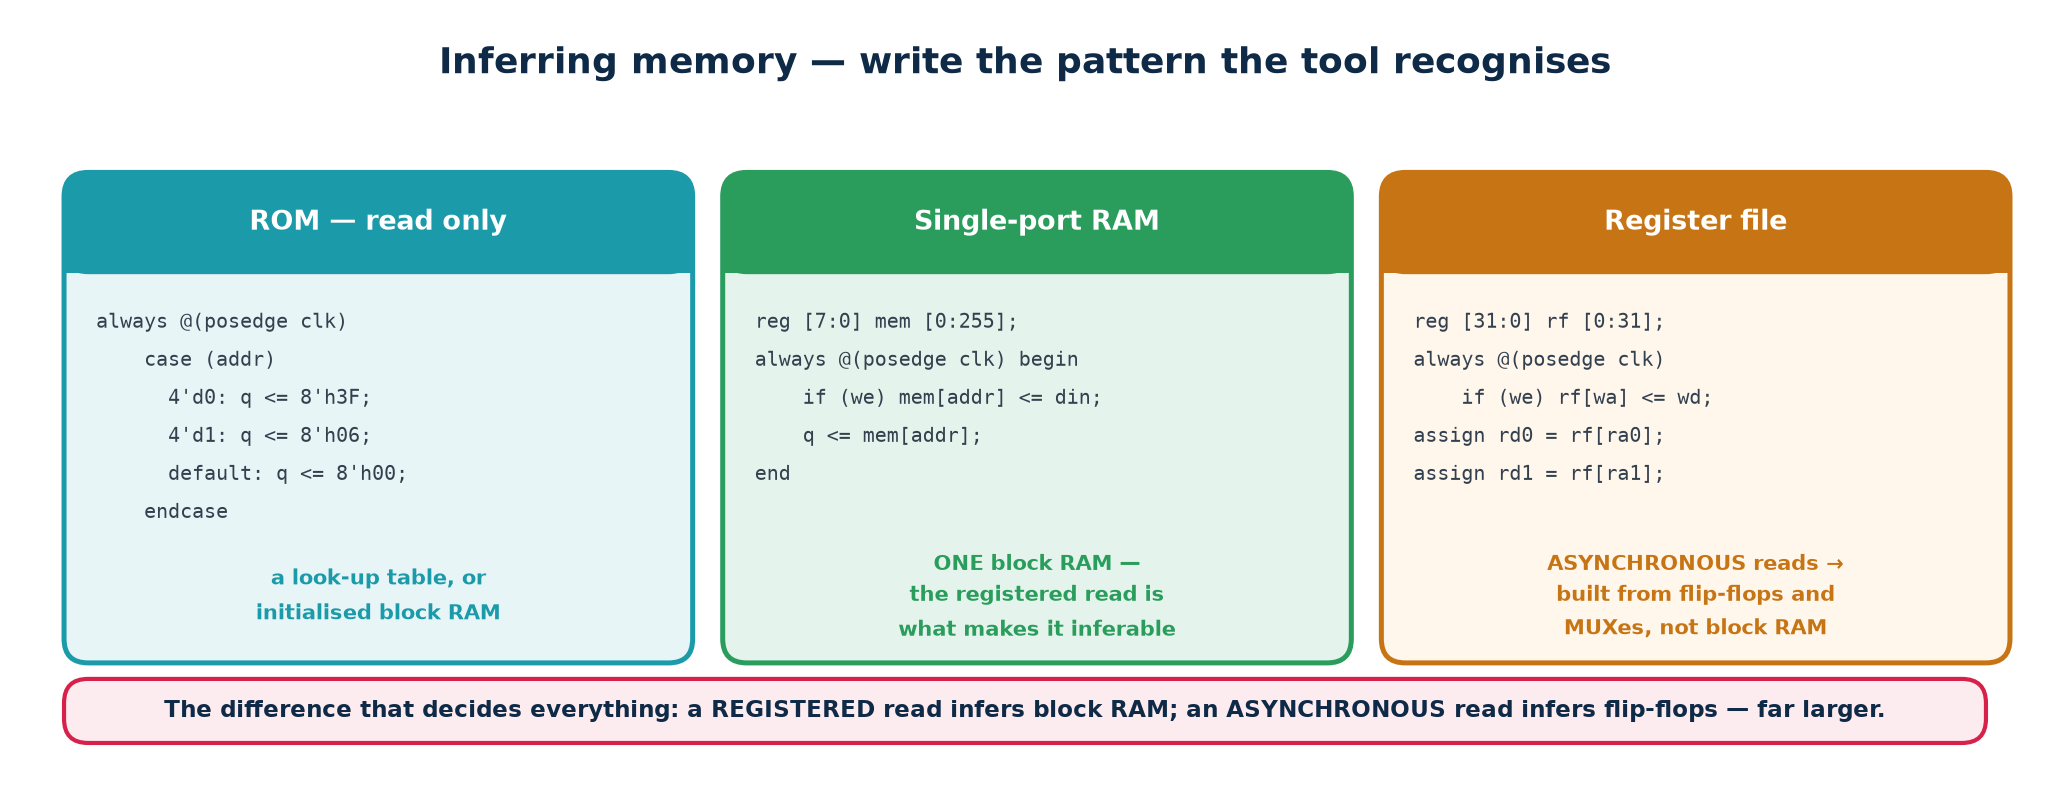 Inferring memory — write the pattern the tool recognises
ROM — read only
always @(posedge clk)
    case (addr)
      4'd0: q <= 8'h3F;
      4'd1: q <= 8'h06;
      default: q <= 8'h00;
    endcase
a look-up table, or
initialised block RAM
Single-port RAM
reg [7:0] mem [0:255];
always @(posedge clk) begin
    if (we) mem[addr] <= din;
    q <= mem[addr];
end
ONE block RAM —
the registered read is
what makes it inferable
Register file
reg [31:0] rf [0:31];
always @(posedge clk)
    if (we) rf[wa] <= wd;
assign rd0 = rf[ra0];
assign rd1 = rf[ra1];
ASYNCHRONOUS reads →
built from flip-flops and
MUXes, not block RAM
The difference that decides everything: a REGISTERED read infers block RAM; an ASYNCHRONOUS read infers flip-flops — far larger.